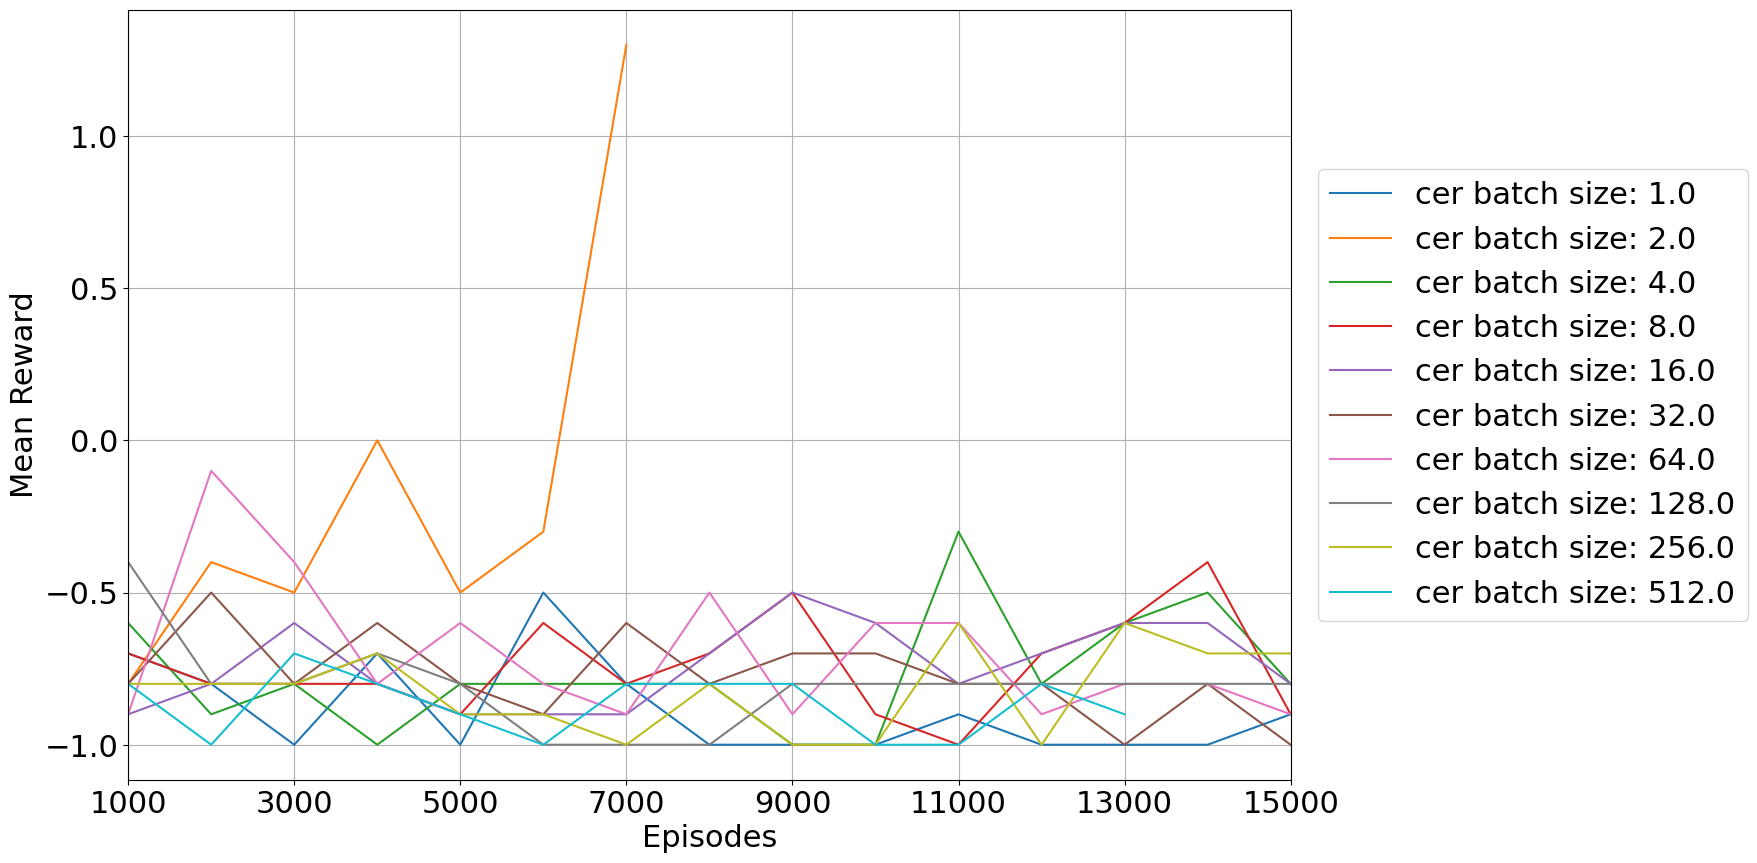 1.0
0.5
0.0
−0.5
−1.0
Mean Reward
1000 3000 5000 7000 9000 11000 13000 15000
Episodes
cer batch size: 1.0
cer batch size: 2.0
cer batch size: 4.0
cer batch size: 8.0
cer batch size: 16.0
cer batch size: 32.0
cer batch size: 64.0
cer batch size: 128.0
cer batch size: 256.0
cer batch size: 512.0